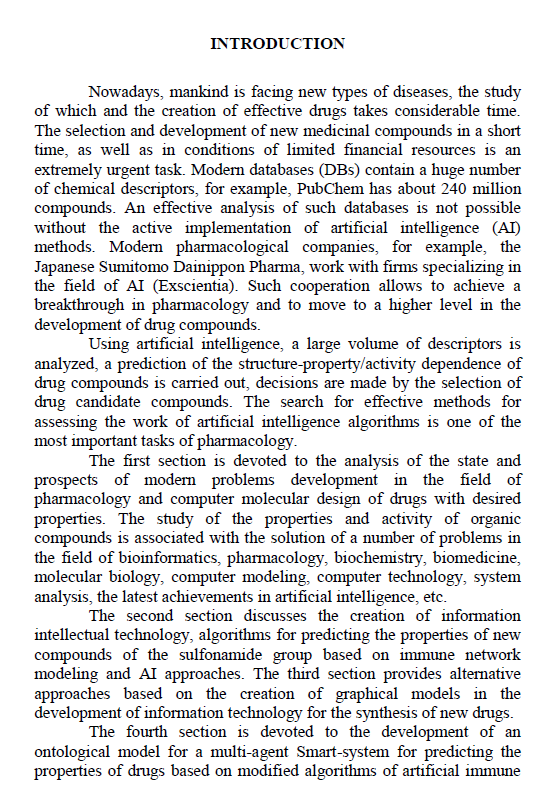 INTRODUCTION
Nowadays, mankind is facing new types of diseases, the study
of which and the creation of effective drugs takes considerable time.
The selection and development of new medicinal compounds in a short
time, as well as in conditions of limited financial resources is an
extremely urgent task. Modern databases (DBs) contain a huge number
of chemical descriptors, for example, PubChem has about 240 million
compounds. An effective analysis of such databases is not possible
without the active implementation of artificial intelligence (AI)
methods. Modern pharmacological companies, for example, the
Japanese Sumitomo Dainippon Pharma, work with firms specializing in
the field of AI (Exscientia). Such cooperation allows to achieve a
breakthrough in pharmacology and to move to a higher level in the
development of drug compounds.
Using artificial intelligence, a large volume of descriptors is
analyzed, a prediction of the structure-property/activity dependence of
drug compounds is carried out, decisions are made by the selection of
drug candidate compounds. The search for effective methods for
assessing the work of artificial intelligence algorithms is one of the
most important tasks of pharmacology.
The first section is devoted to the analysis of the state and
prospects of modern problems development in the field of
pharmacology and computer molecular design of drugs with desired
properties. The study of the properties and activity of organic
compounds is associated with the solution of a number of problems in
the field of bioinformatics, pharmacology, biochemistry, biomedicine,
molecular biology, computer modeling, computer technology, system
analysis, the latest achievements in artificial intelligence, etc.
The second section discusses the creation of information
intellectual technology, algorithms for predicting the properties of new
compounds of the sulfonamide group based on immune network
modeling and AI approaches. The third section provides alternative
approaches based on the creation of graphical models in the
development of information technology for the synthesis of new drugs.
The fourth section is devoted to the development of an
ontological model for a multi-agent Smart-system for predicting the
properties of drugs based on modified algorithms of artificial immune